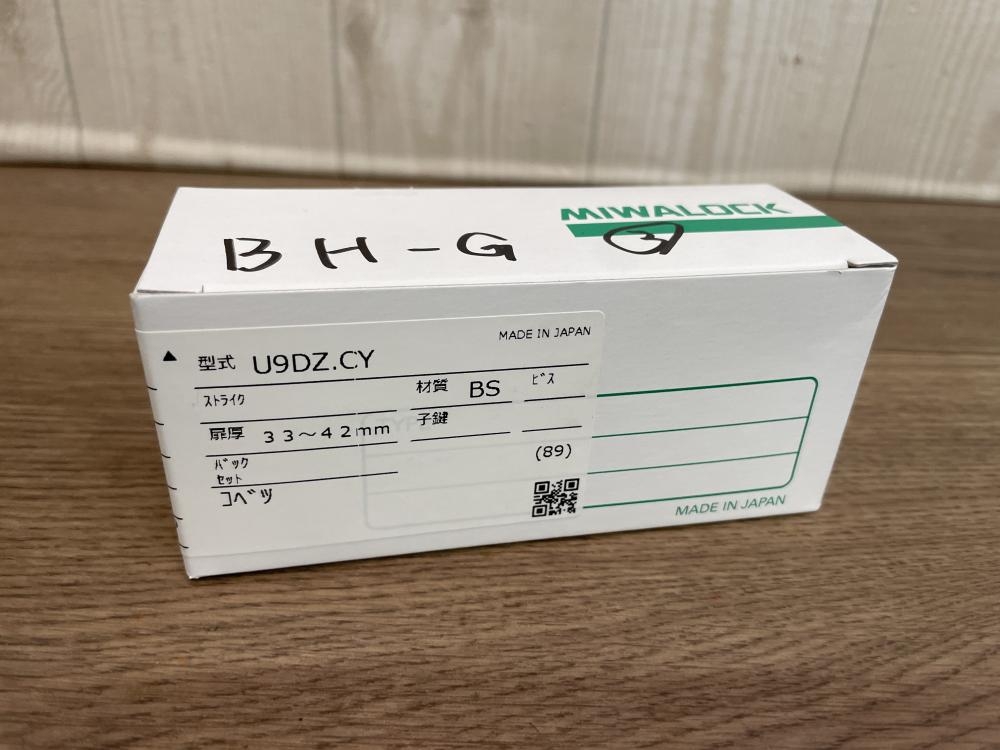 MIWALOCK
BH-G ③
MADE IN JAPAN
型式 U9DZ.CY
ストライク 材質 BS ビス
扉厚 33～42mm 子鍵
バックセット (89)
コベツ
MADE IN JAPAN